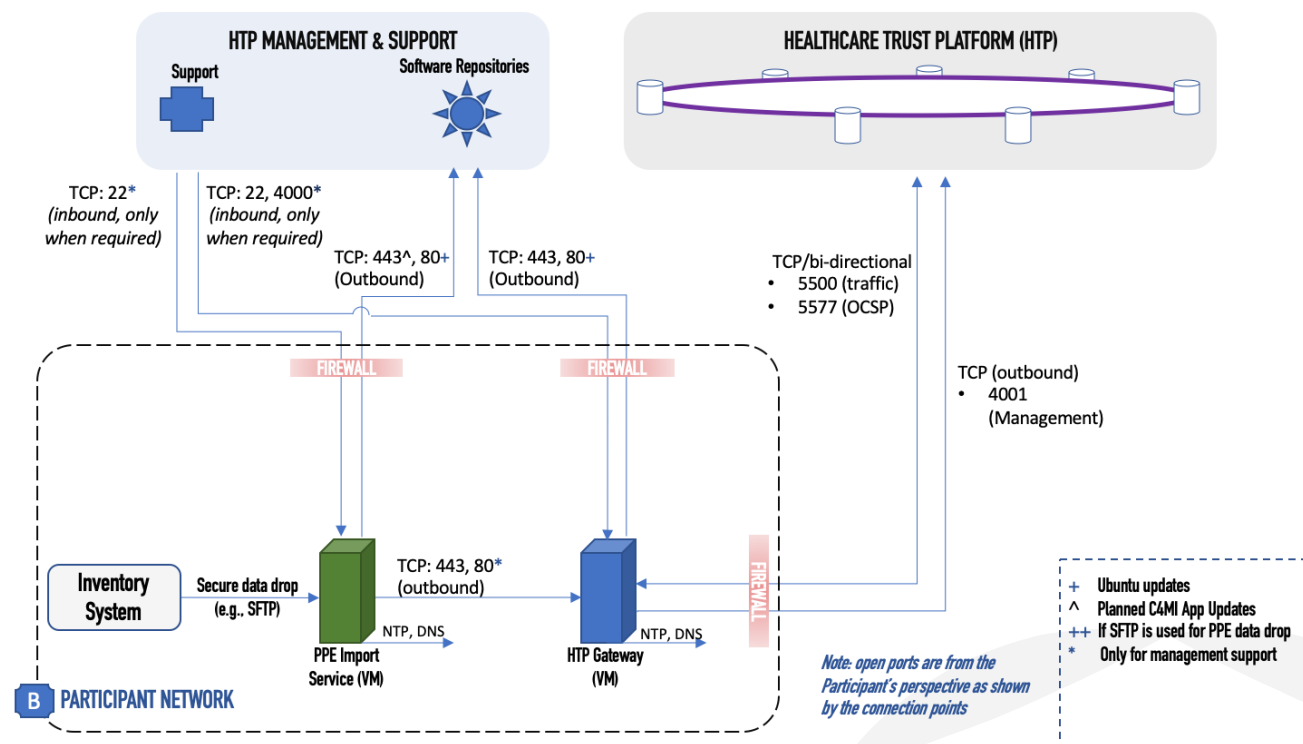 HTP MANAGEMENT & SUPPORT
Support
Software Repositories
HEALTHCARE TRUST PLATFORM (HTP)
TCP: 22*
(inbound, only
when required)
TCP: 22, 4000*
(inbound, only
when required)
TCP: 443^, 80+
(Outbound)
TCP: 443, 80+
(Outbound)
TCP/bi-directional
• 5500 (traffic)
• 5577 (OCSP)
TCP (outbound)
• 4001
(Management)
FIREWALL
FIREWALL
FIREWALL
Inventory
System
Secure data drop
(e.g., SFTP)
TCP: 443, 80*
(outbound)
NTP, DNS
PPE Import
Service (VM)
NTP, DNS
HTP Gateway
(VM)
B PARTICIPANT NETWORK
Note: open ports are from the
Participant's perspective as shown
by the connection points
+ Ubuntu updates
^ Planned C4MI App Updates
++ If SFTP is used for PPE data drop
* Only for management support